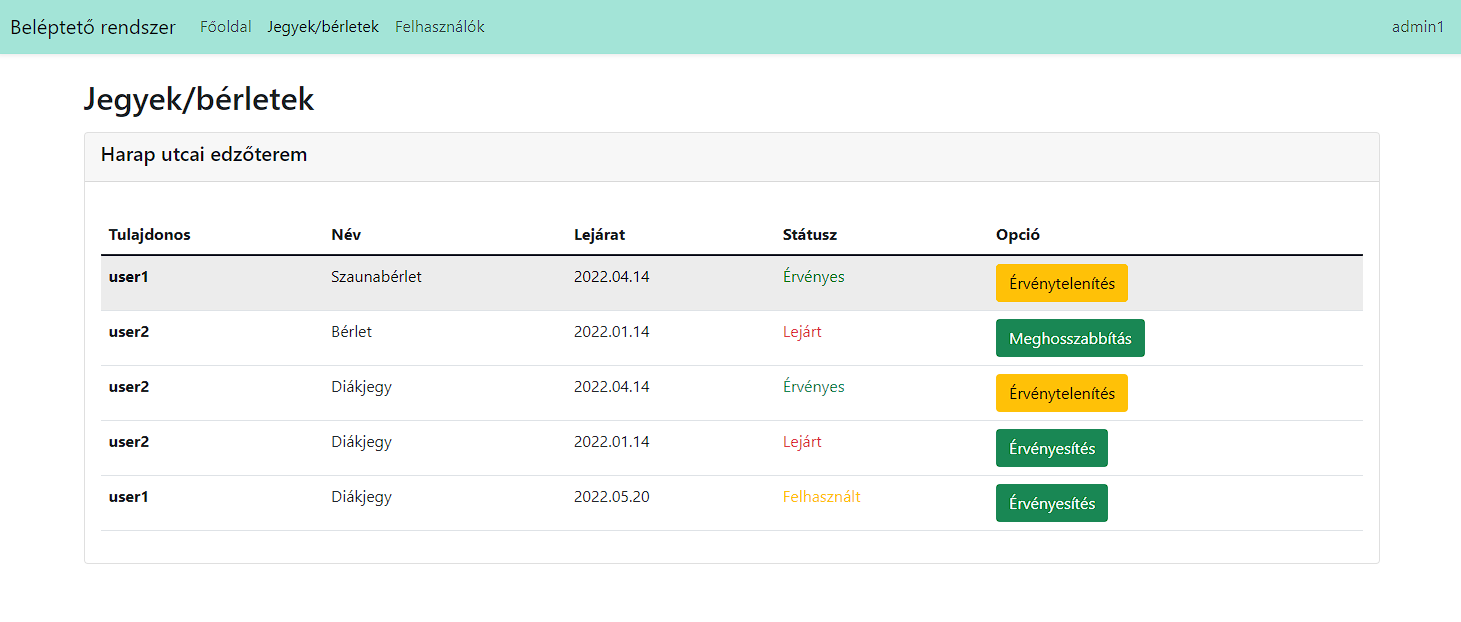 Beléptető rendszer Főoldal Jegyek/bérletek Felhasználók admin1
Jegyek/bérletek
Harap utcai edzőterem
Tulajdonos Név Lejárat Státusz Opció
user1 Szaunabérlet 2022.04.14 Érvényes Érvénytelenítés
user2 Bérlet 2022.01.14 Lejárt Meghosszabbítás
user2 Diákjegy 2022.04.14 Érvényes Érvénytelenítés
user2 Diákjegy 2022.01.14 Lejárt Érvényesítés
user1 Diákjegy 2022.05.20 Felhasznált Érvényesítés